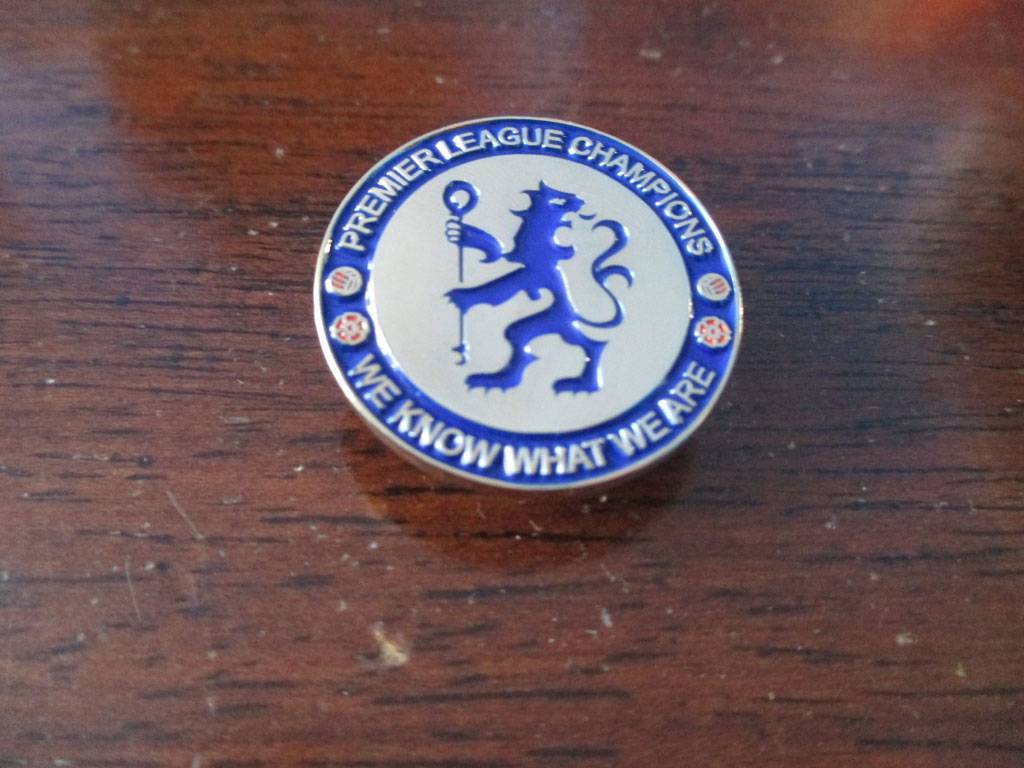 PREMIER LEAGUE CHAMPIONS
WE KNOW WHAT WE ARE